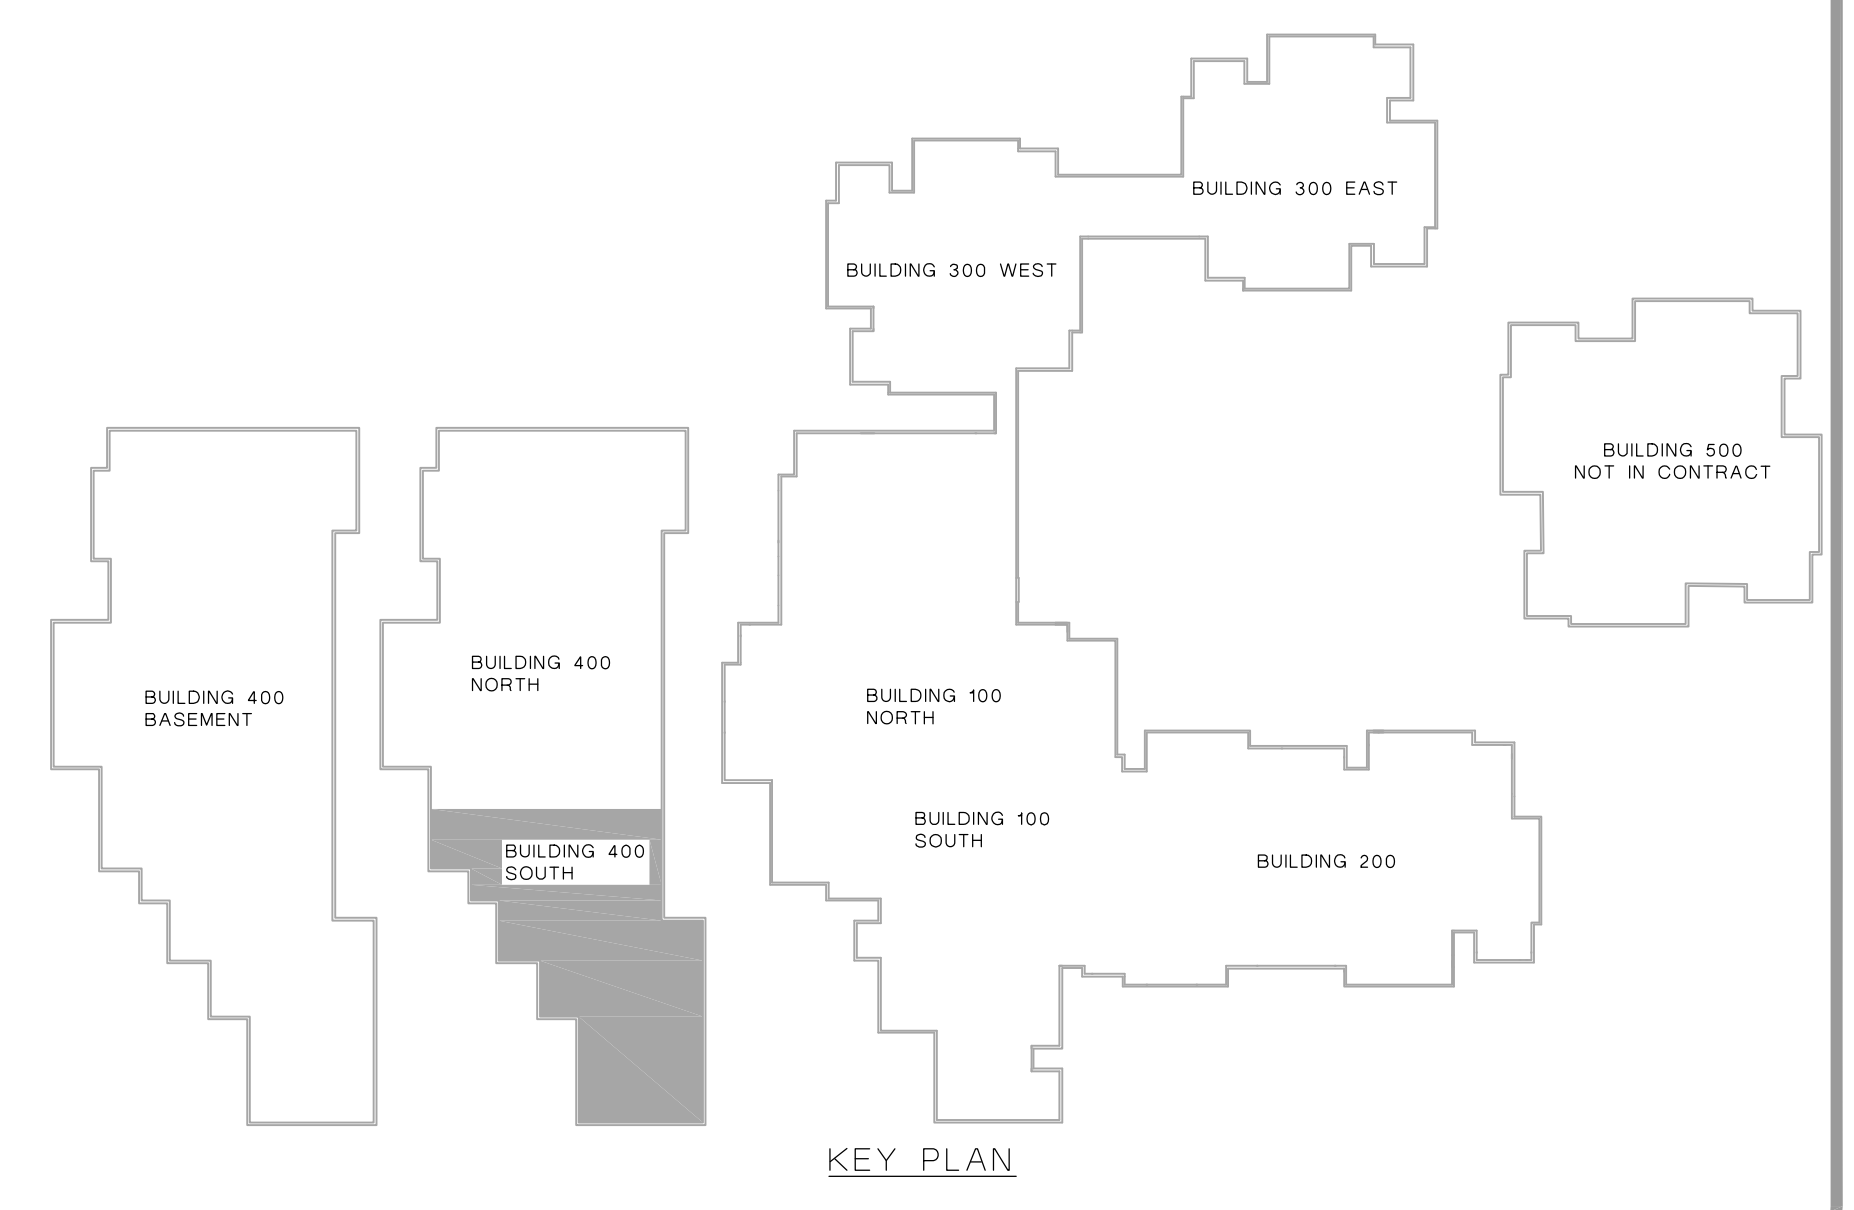 BUILDING 300 EAST
BUILDING 300 WEST
BUILDING 500
NOT IN CONTRACT
BUILDING 400
NORTH
BUILDING 400
BASEMENT
BUILDING 100
NORTH
BUILDING 100
SOUTH
BUILDING 400
SOUTH
BUILDING 200
KEY PLAN